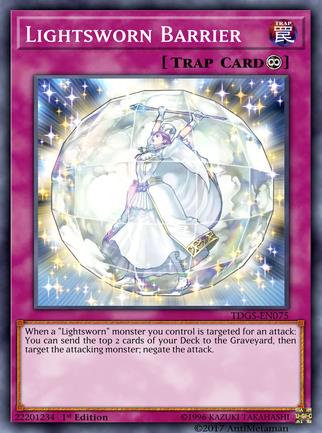 LIGHTSWORN BARRIER
TRAP
罠
[TRAP CARD]
TDGS-EN075
When a "Lightsworn" monster you control is targeted for an attack:
You can send the top 2 cards of your Deck to the Graveyard, then
target the attacking monster; negate the attack.
22201234 1st Edition ©1996 KAZUKI TAKAHASHI
©2017 AntiMetaman